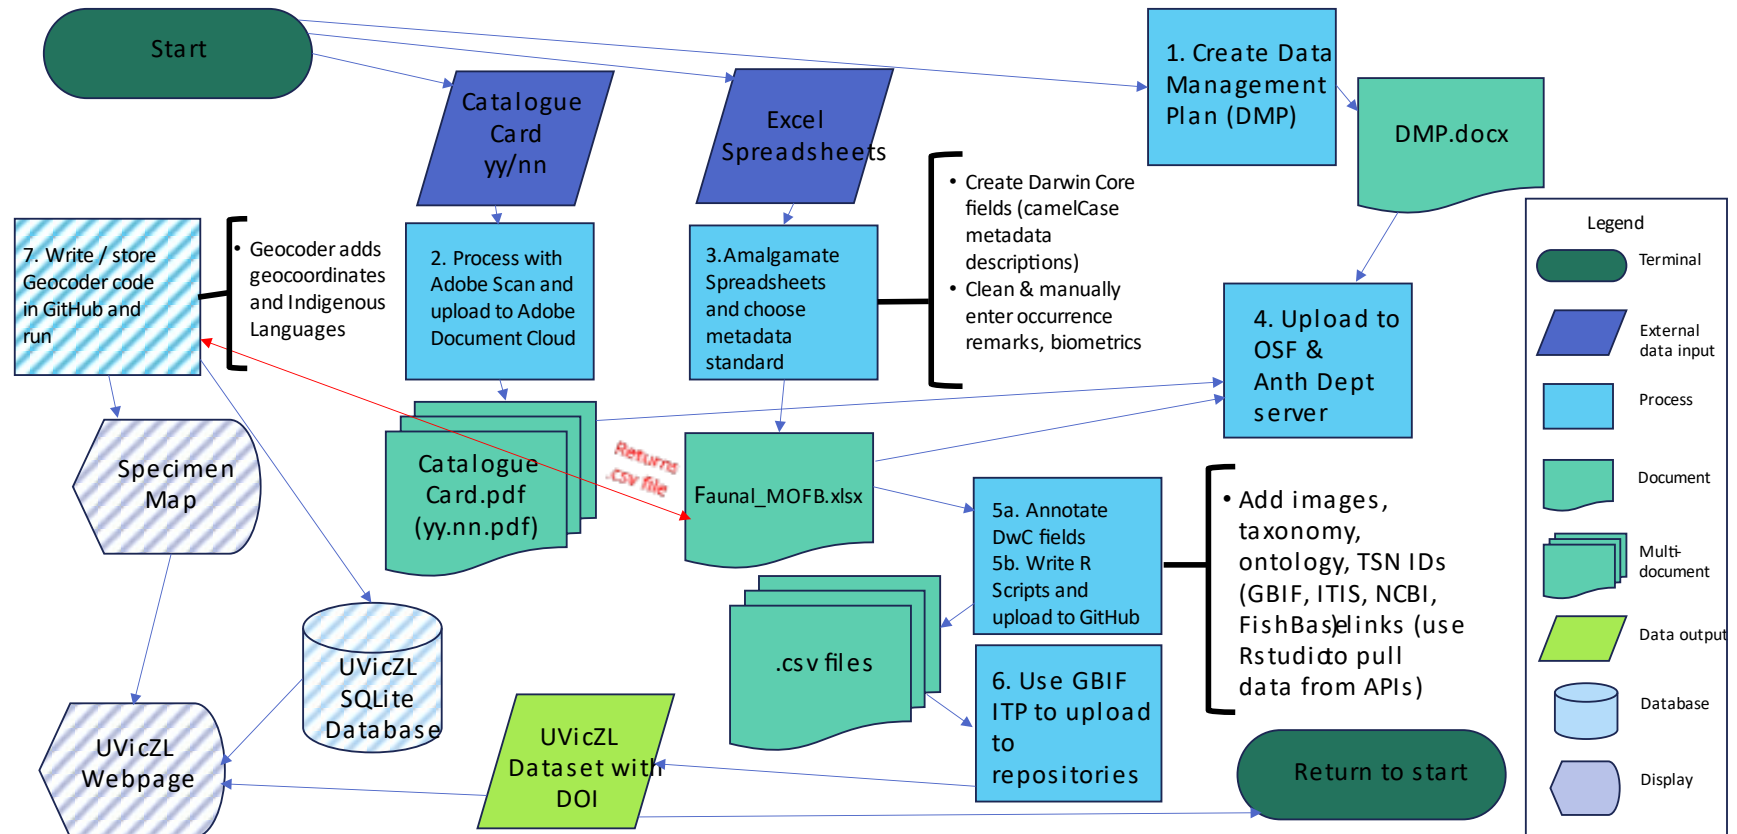 Start
Catalogue
Card
yy/nn
Excel
Spreadsheets
1. Create Data
Management
Plan (DMP)
DMP.docx
• Create Darwin Core
fields (camelCase
metadata
descriptions)
• Clean & manually
enter occurrence
remarks, biometrics
7. Write / store
Geocoder code
in GitHub and
run
• Geocoder adds
geocoordinates
and Indigenous
Languages
2. Process with
Adobe Scan and
upload to Adobe
Document Cloud
3.Amalgamate
Spreadsheets
and choose
metadata
standard
4. Upload to
OSF &
Anth Dept
server
Legend
Terminal
External
data input
Process
Document
Multi-
document
Data output
Database
Display
Specimen
Map
Catalogue
Card.pdf
(yy.nn.pdf)
Returns
.csv file
Faunal_MOFB.xlsx
5a. Annotate
DwC fields
5b. Write R
Scripts and
upload to GitHub
• Add images,
taxonomy,
ontology, TSN IDs
(GBIF, ITIS, NCBI,
FishBase) links (use
Rstudio to pull
data from APIs)
.csv files
UVicZL
SQLite
Database
6. Use GBIF
ITP to upload
to
repositories
UVicZL
Webpage
UVicZL
Dataset with
DOI
Return to start